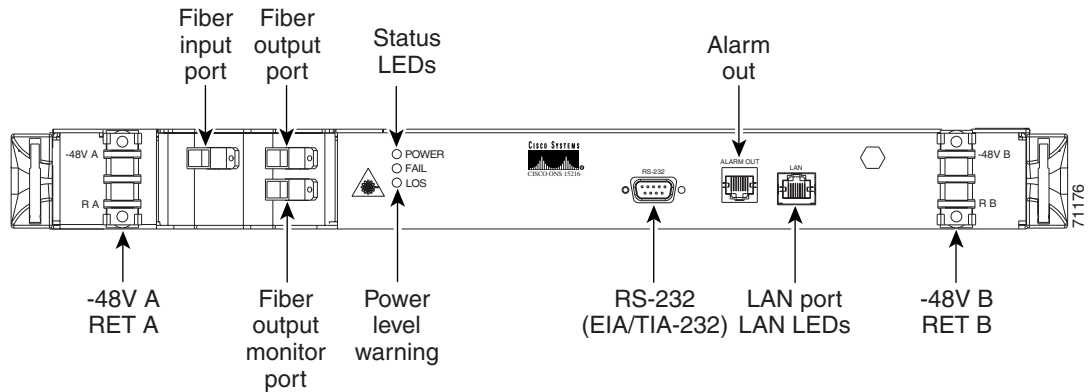 Fiber
input
port
Fiber
output
port
Status
LEDs
Alarm
out
-48V A
R A
POWER
FAIL
LOS
CISCO SYSTEMS
CISCO ONS 15216
RS-232
ALARM OUT
LAN
-48V B
R B
71176
-48V A
RET A
Fiber
output
monitor
port
Power
level
warning
RS-232
(EIA/TIA-232)
LAN port
LAN LEDs
-48V B
RET B